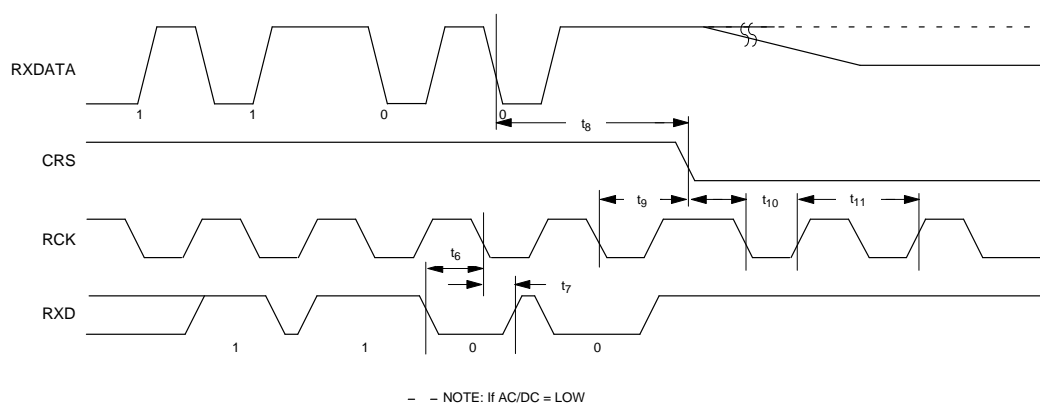 RXDATA
1 1 0 0
t8
CRS
t9 t10 t11
RCK
t6
t7
RXD
1 1 0 0
– – NOTE: If AC/DC = LOW